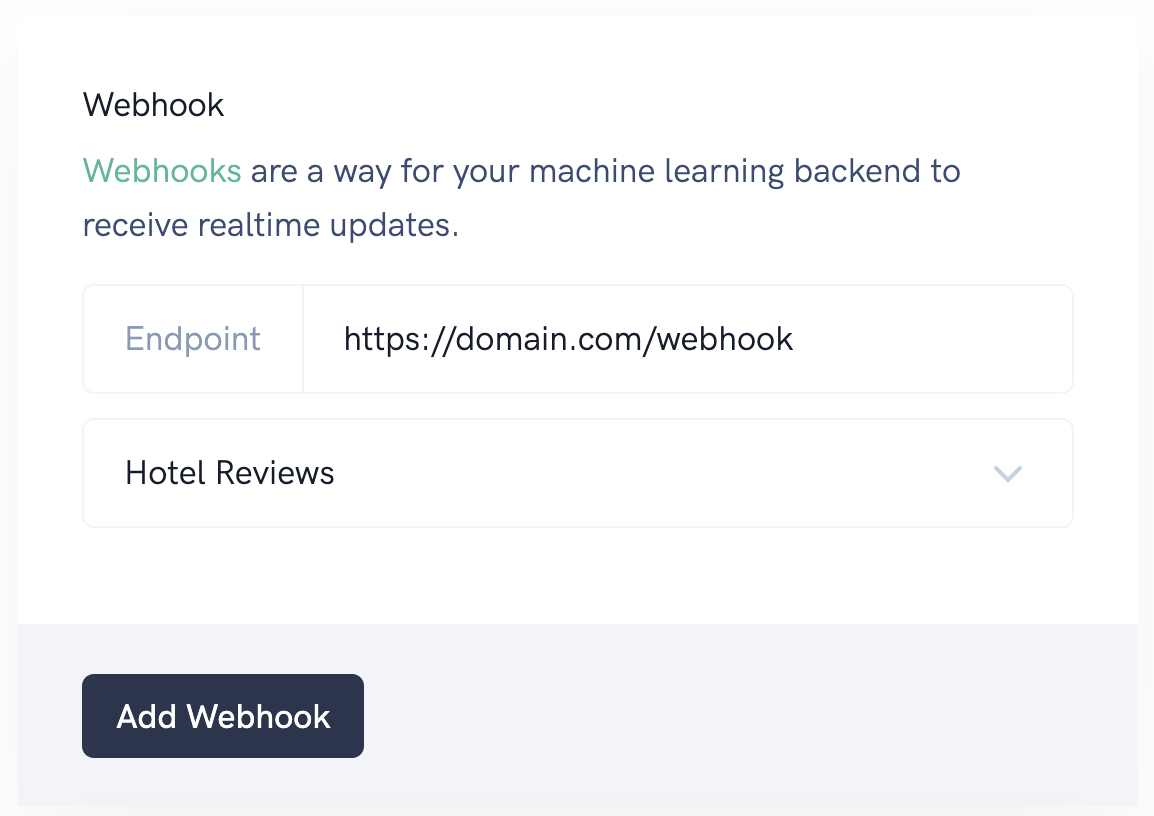 Webhook
Webhooks are a way for your machine learning backend to
receive realtime updates.
Endpoint https://domain.com/webhook
Hotel Reviews
Add Webhook